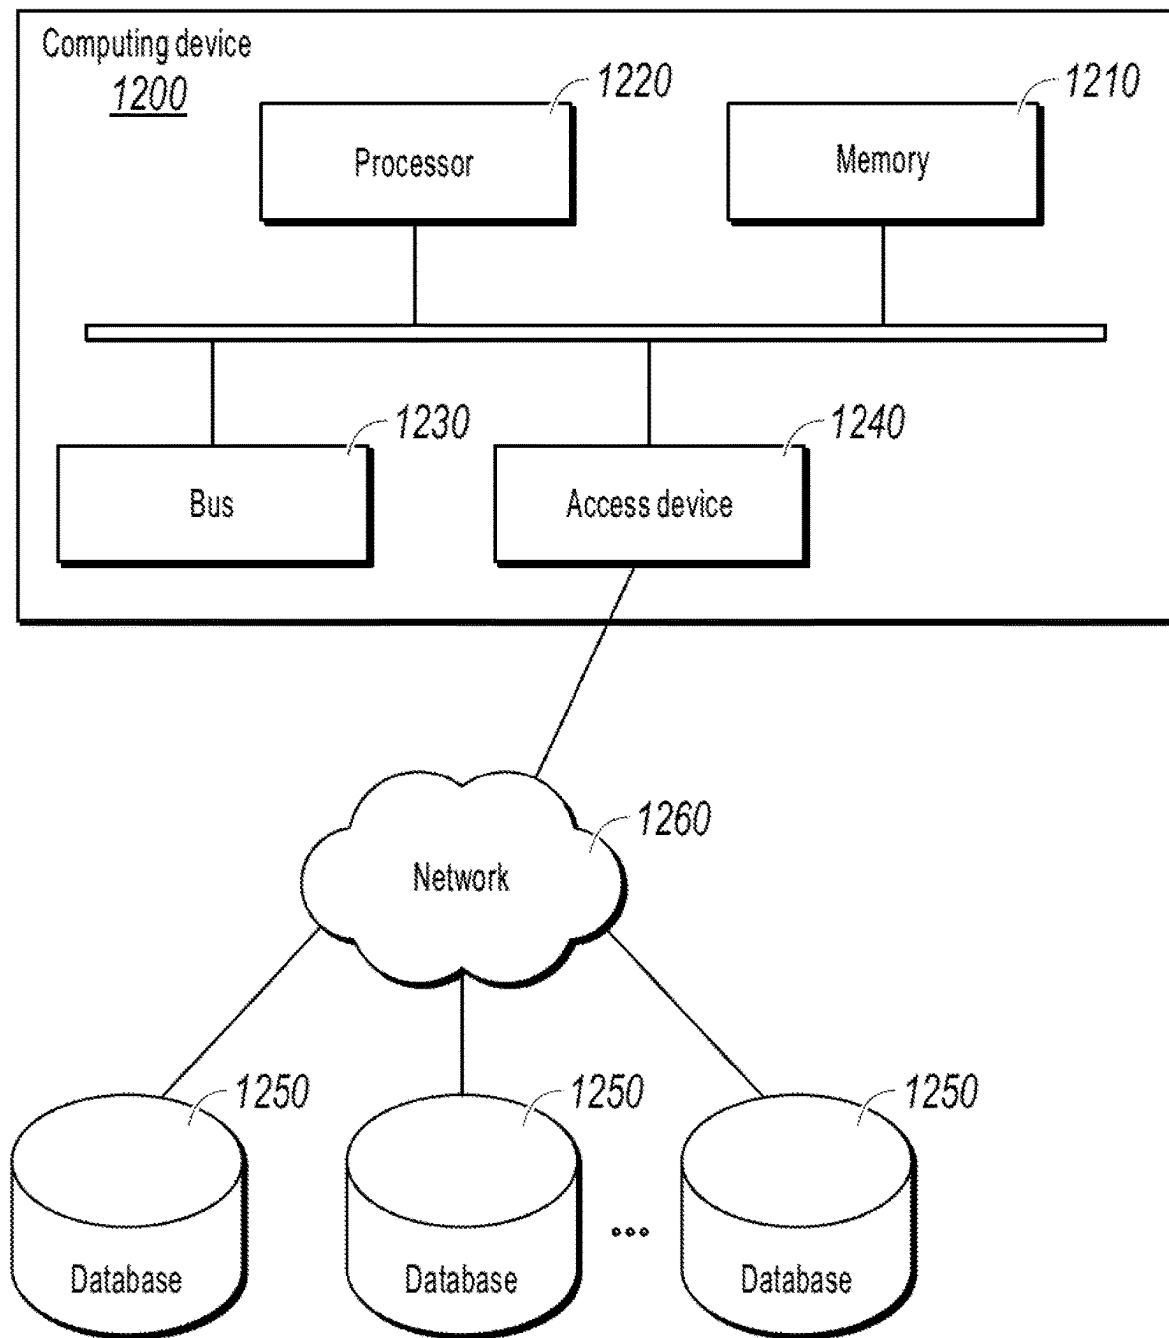 Computing device
1200
1220
1210
Processor
Memory
1230
1240
Bus
Access device
1260
Network
1250
1250
1250
Database
Database
...
Database